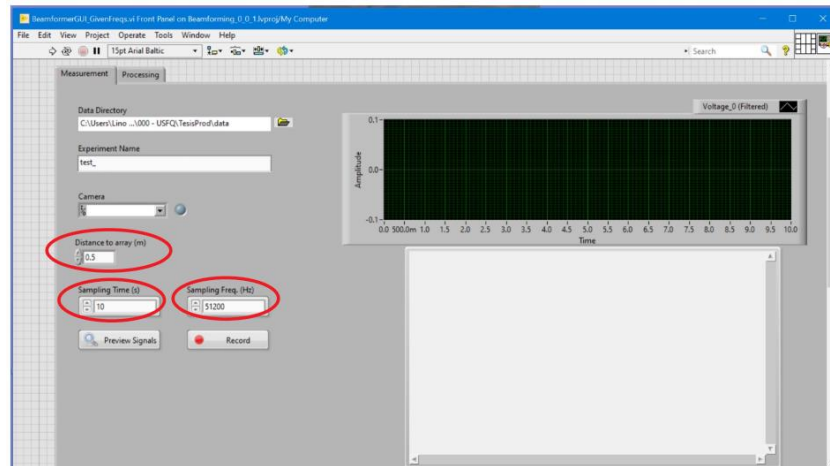 BeamformerGUI_GivenFreqs.vi Front Panel on Beamforming_0_0_1.lvproj/My Computer
File Edit View Project Operate Tools Window Help
15pt Arial Baltic
Search
Measurement Processing
Data Directory
C:\Users\Lino ...\000 - USFQ\TesisProd\data
Experiment Name
test_
Camera
Distance to array (m)
0.5
Sampling Time (s) Sampling Freq. (Hz)
10 51200
Preview Signals Record
Voltage_0 (Filtered)
Amplitude
0.1
0.0
-0.1
0.0 500.0m 1.0 1.5 2.0 2.5 3.0 3.5 4.0 4.5 5.0 5.5 6.0 6.5 7.0 7.5 8.0 8.5 9.0 9.5 10.0
Time